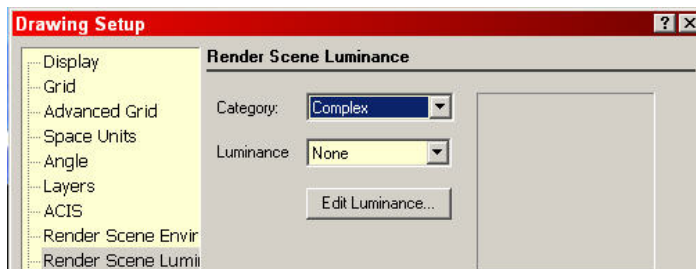 Drawing Setup
Display
Grid
Advanced Grid
Space Units
Angle
Layers
ACIS
Render Scene Envir
Render Scene Lumi
Render Scene Luminance
Category: Complex
Luminance None
Edit Luminance...